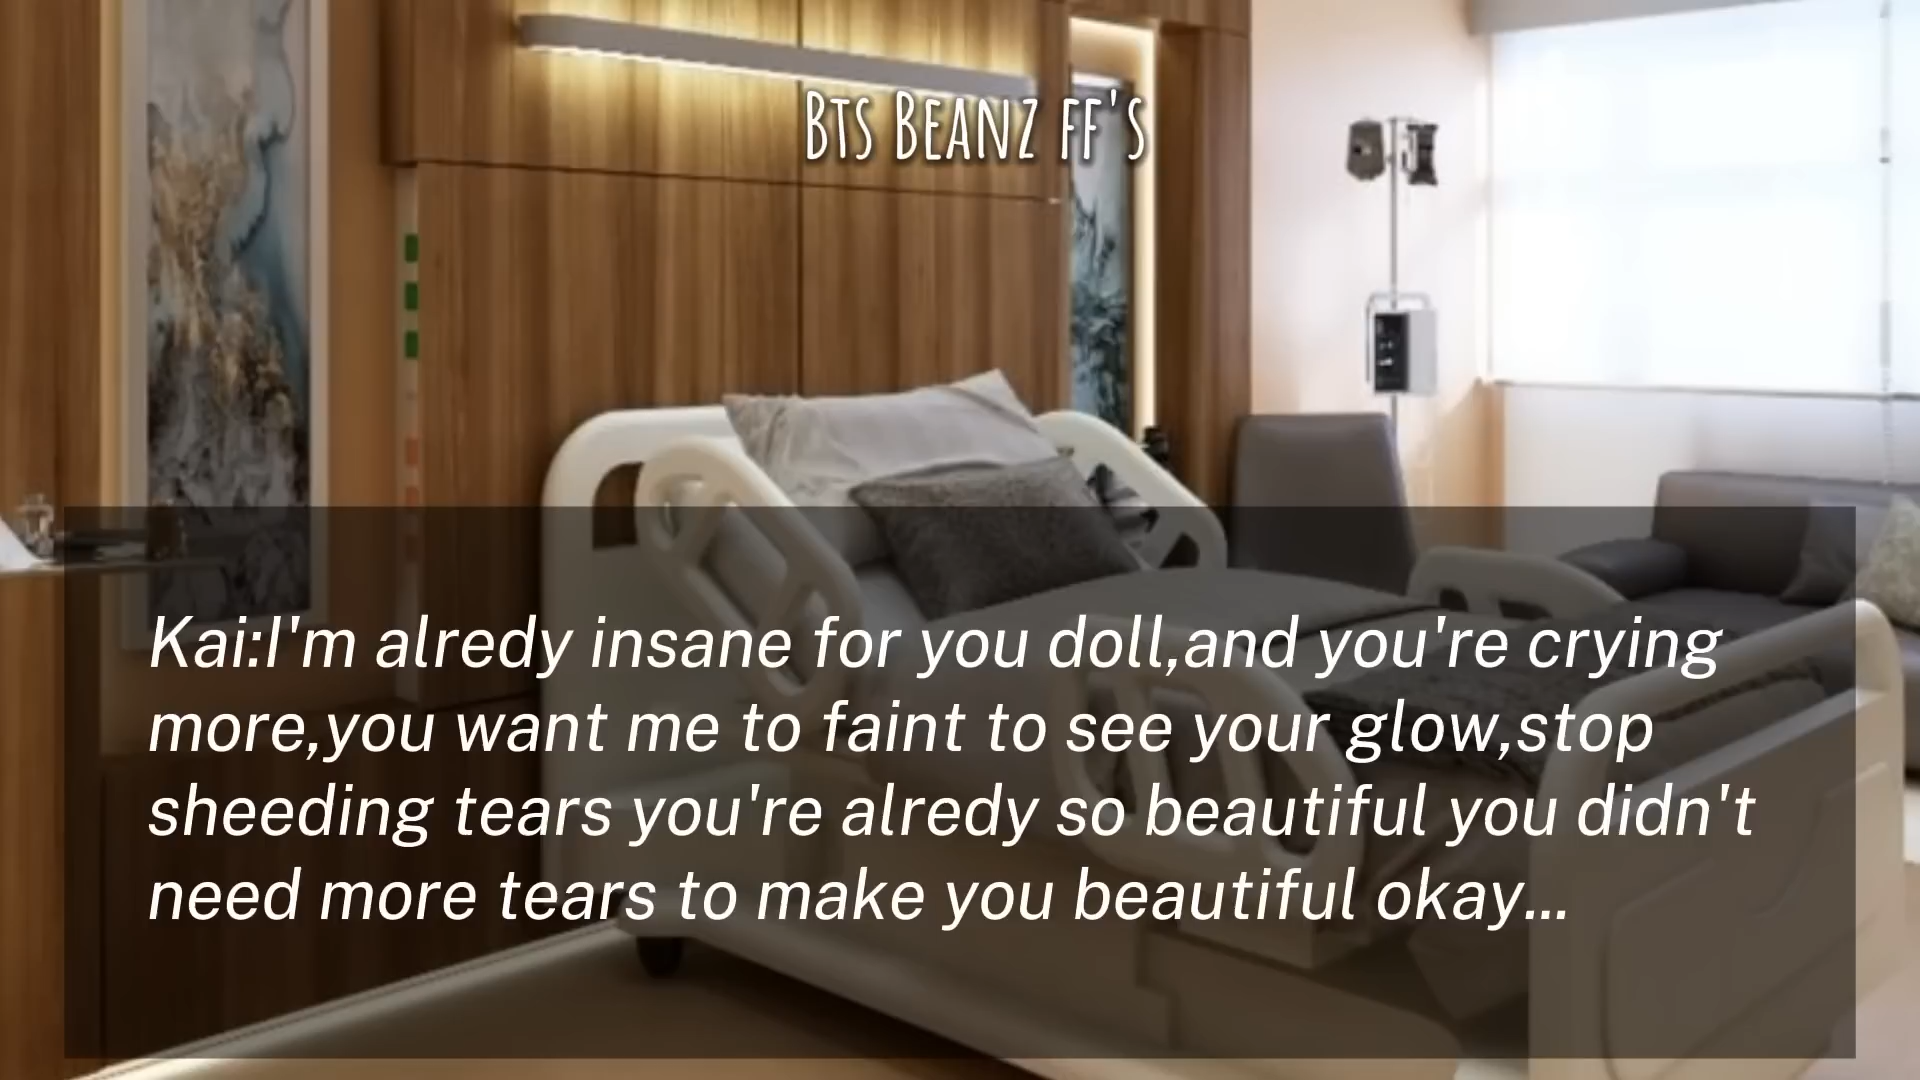 Bts Beanz ff's
Kai:I'm alredy insane for you doll,and you're crying
more,you want me to faint to see your glow,stop
sheeding tears you're alredy so beautiful you didn't
need more tears to make you beautiful okay...